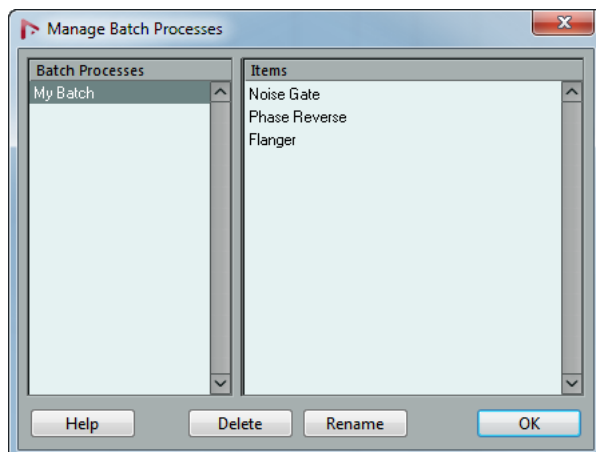 Manage Batch Processes
Batch Processes
Items
My Batch
Noise Gate
Phase Reverse
Flanger
Help
Delete
Rename
OK